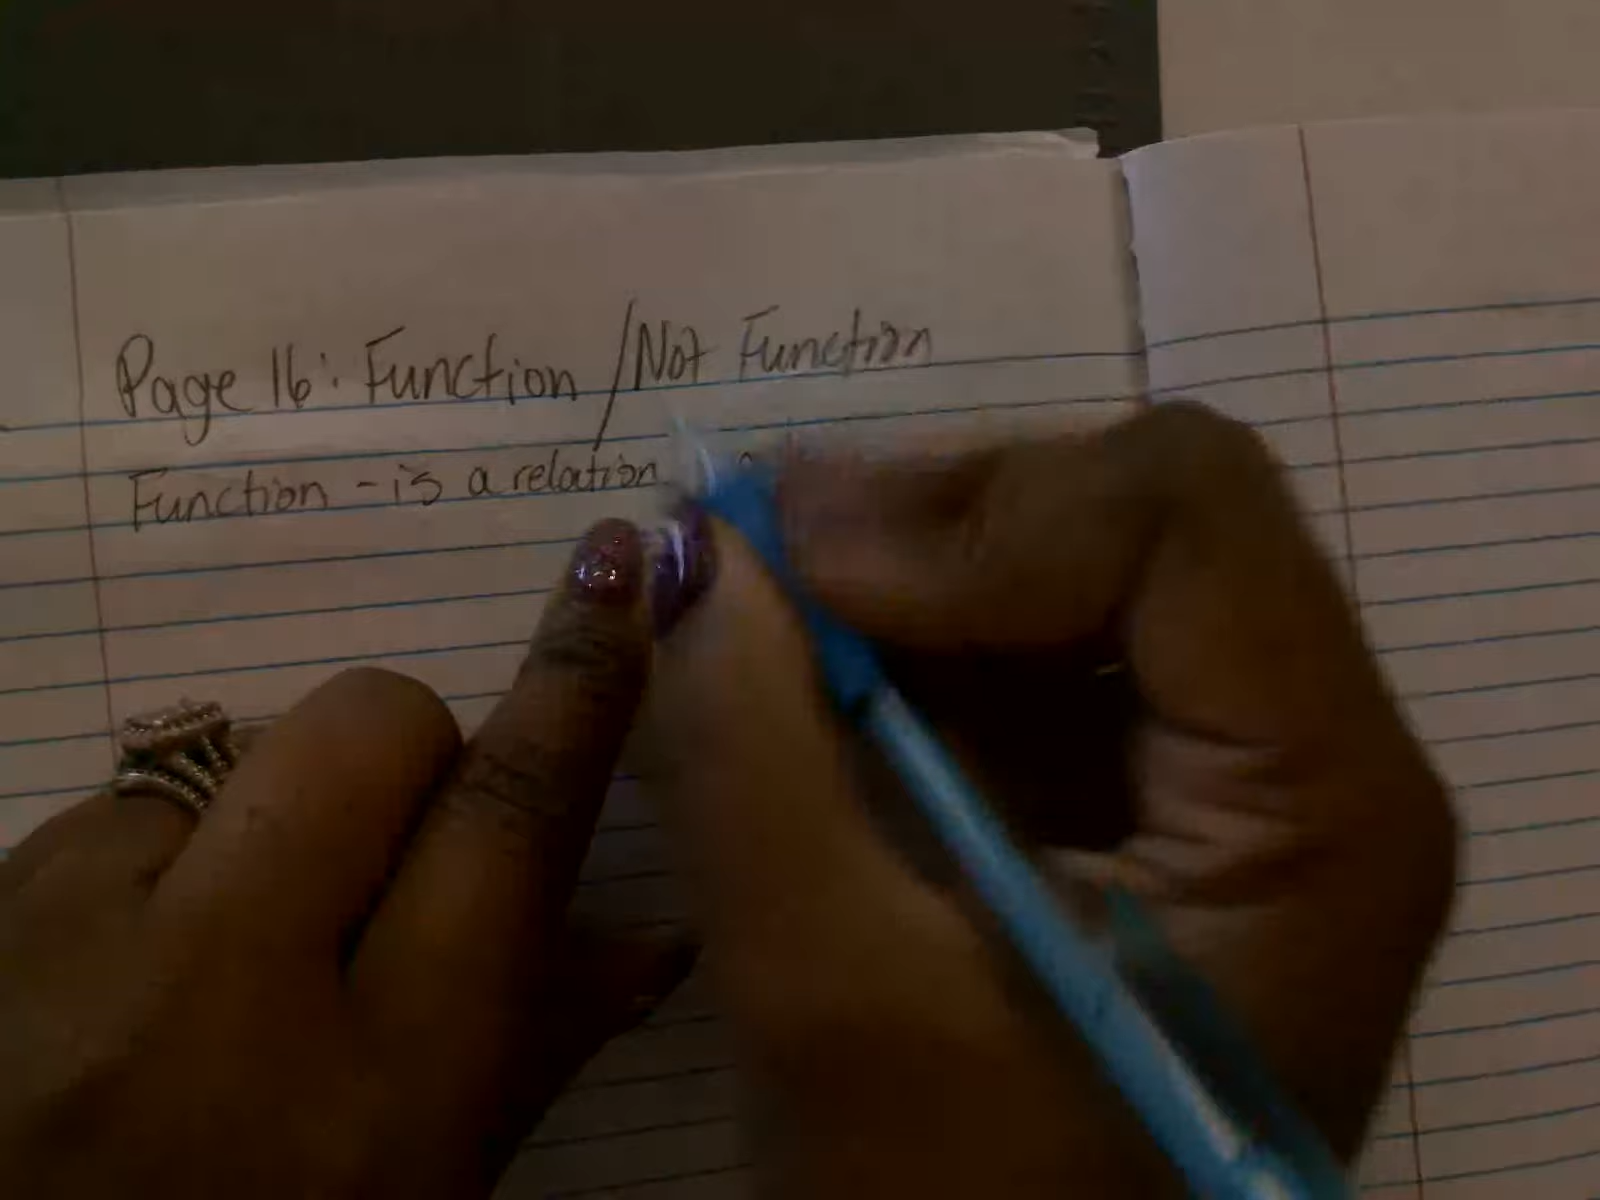 Page 16: Function / Not Function
Function - is a relation